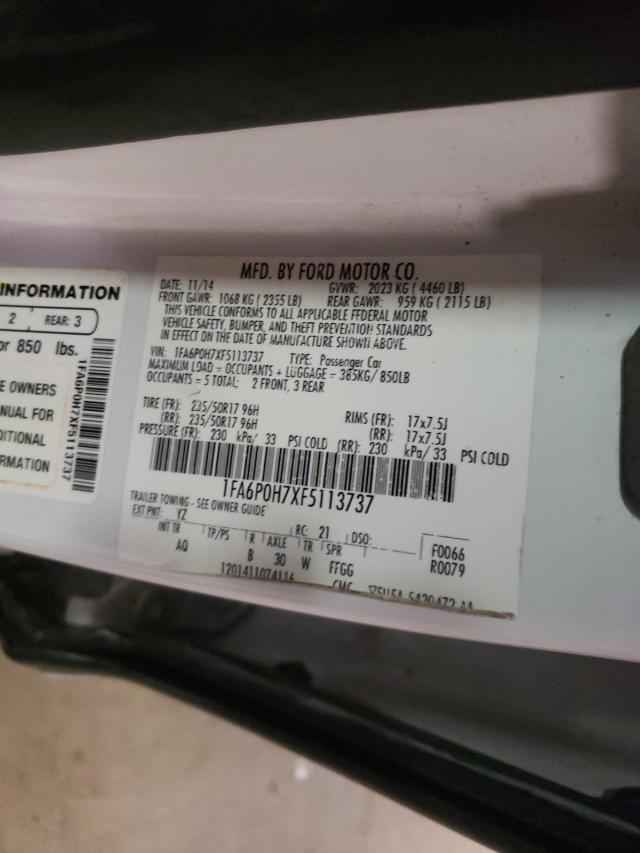 INFORMATION
2 REAR: 3
or 850 lbs.
E OWNERS
NUAL FOR
DITIONAL
RMATION
1FA6P0H7XF5113737
MFD. BY FORD MOTOR CO.
DATE: 11/14 GVWR: 2023 KG ( 4460 LB)
FRONT GAWR: 1068 KG ( 2355 LB) REAR GAWR: 959 KG ( 2115 LB)
THIS VEHICLE CONFORMS TO ALL APPLICABLE FEDERAL MOTOR
VEHICLE SAFETY, BUMPER, AND THEFT PREVENTION STANDARDS
IN EFFECT ON THE DATE OF MANUFACTURE SHOWN ABOVE.
VIN: 1FA6P0H7XF5113737 TYPE: Passenger Car
MAXIMUM LOAD = OCCUPANTS + LUGGAGE = 385KG/ 850LB
OCCUPANTS = 5 TOTAL: 2 FRONT, 3 REAR
TIRE (FR): 235/50R17 96H RIMS (FR): 17x7.5J
(RR): 235/50R17 96H (RR): 17x7.5J
PRESSURE (FR): 230 kPa/ 33 PSI COLD (RR): 230 kPa/ 33 PSI COLD
1FA6P0H7XF5113737
TRAILER TOWING - SEE OWNER GUIDE
EXT PNT: YZ RC: 21 DSO:
INT TR TP/PS R AXLE TR SPR F0066
AQ B 30 W FFGG R0079
1201411074116 CMC